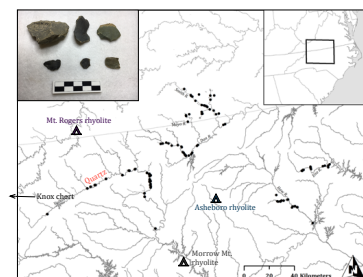 Mt. Rogers rhyolite
Quartz
Knox chert
Asheboro rhyolite
Morrow Mt.
rhyolite
0 20 40 Kilometers